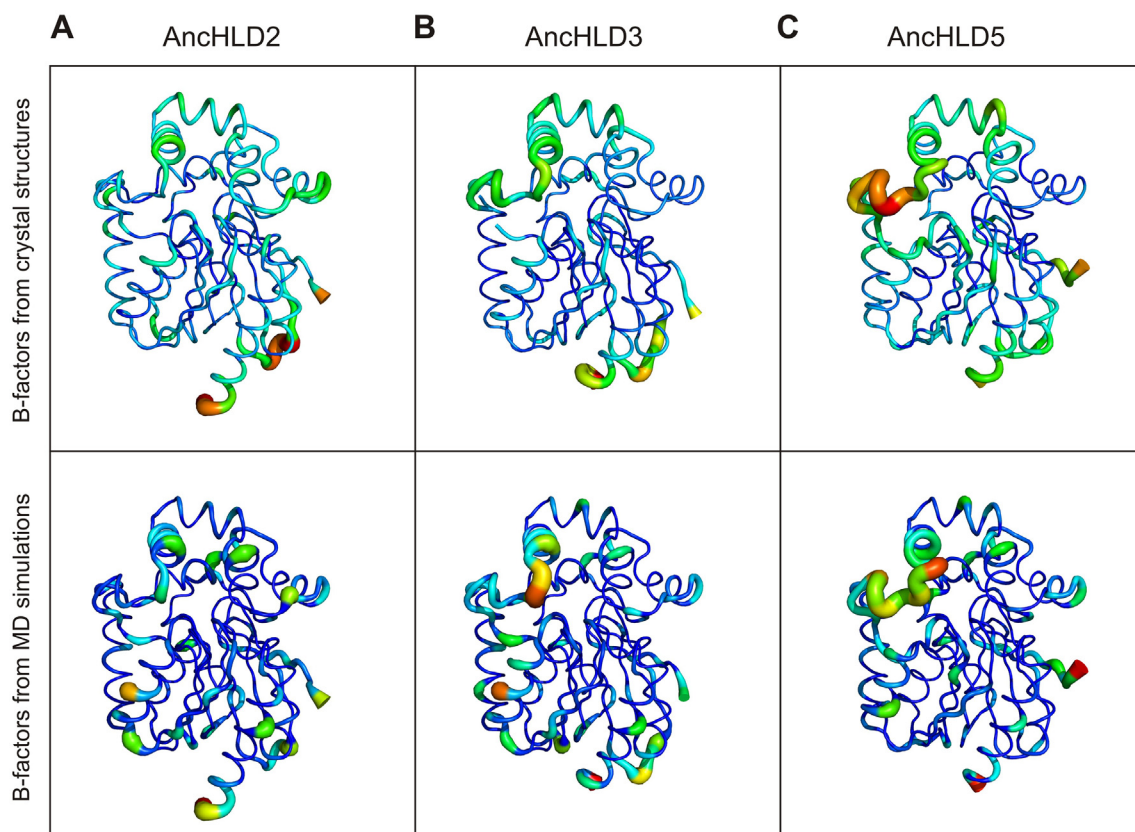 A AncHLD2
B AncHLD3
C AncHLD5
B-factors from crystal structures
B-factors from MD simulations